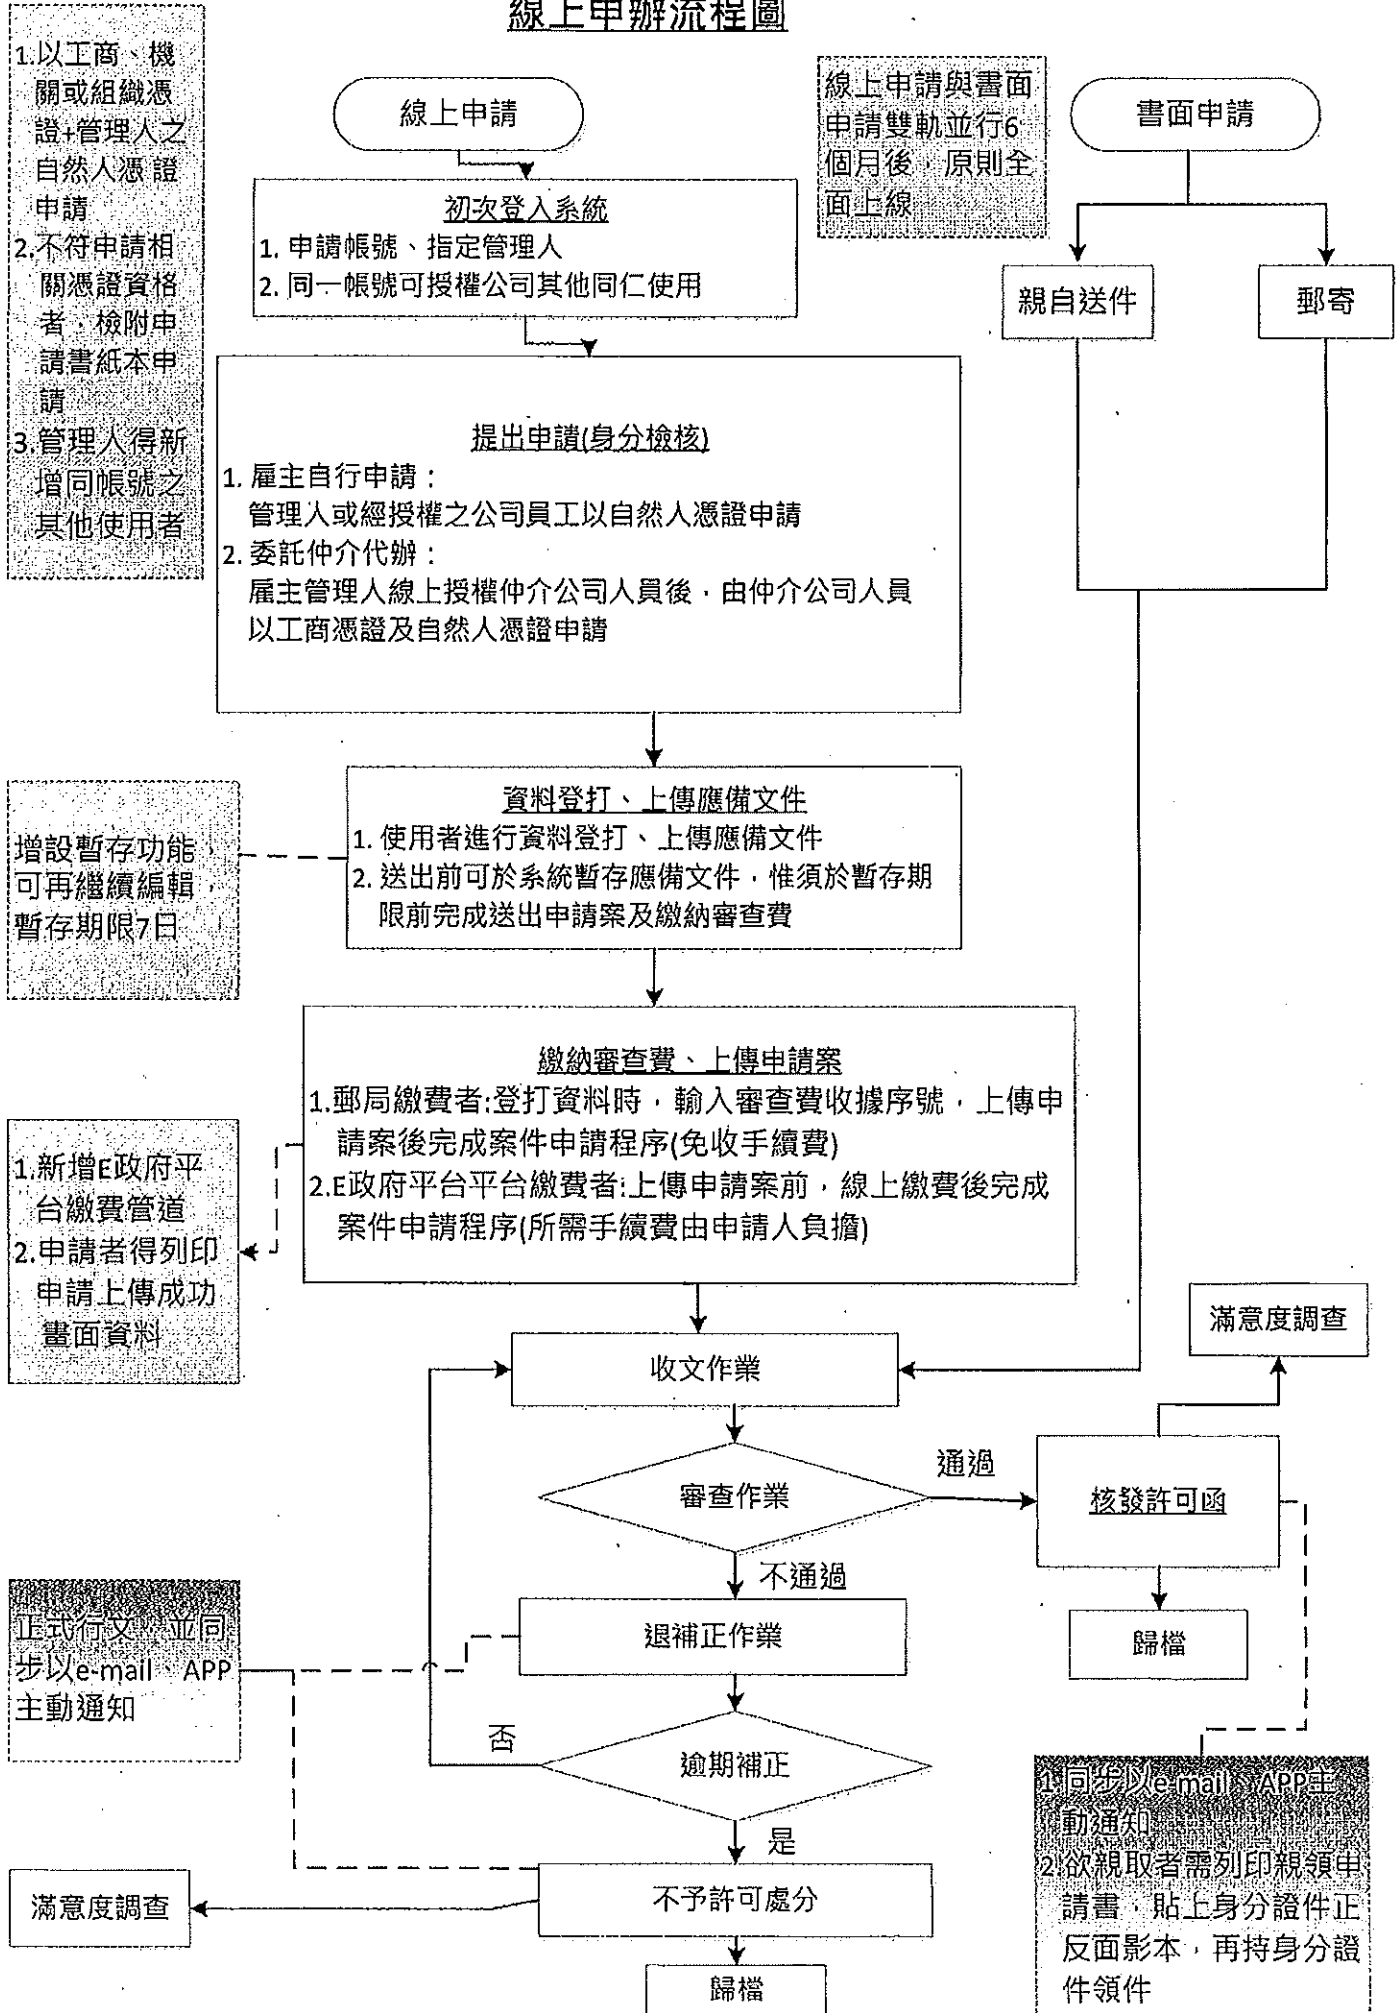 線上申辦流程圖
1.以工商、機
關或組織憑
證+管理人之
自然人憑證
申請
2.不符申請相
關憑證資格
者，檢附申
請書紙本申
請
3.管理人得新
增同帳號之
其他使用者
線上申請
線上申請與書面
申請雙軌並行6
個月後，原則全
面上線
書面申請
初次登入系統
1. 申請帳號、指定管理人
2. 同一帳號可授權公司其他同仁使用
親自送件
郵寄
提出申請(身分檢核)
1. 雇主自行申請：
管理人或經授權之公司員工以自然人憑證申請
2. 委託仲介代辦：
雇主管理人線上授權仲介公司人員後，由仲介公司人員
以工商憑證及自然人憑證申請
增設暫存功能，
可再繼續編輯，
暫存期限7日
資料登打、上傳應備文件
1. 使用者進行資料登打、上傳應備文件
2. 送出前可於系統暫存應備文件，惟須於暫存期
限前完成送出申請案及繳納審查費
繳納審查費、上傳申請案
1.郵局繳費者:登打資料時，輸入審查費收據序號，上傳申
請案後完成案件申請程序(免收手續費)
2.E政府平台平台繳費者:上傳申請案前，線上繳費後完成
案件申請程序(所需手續費由申請人負擔)
1.新增E政府平
台繳費管道
2.申請者得列印
申請上傳成功
畫面資料
滿意度調查
收文作業
審查作業
通過
核發許可函
不通過
退補正作業
歸檔
正式行文，並同
步以e-mail、APP
主動通知
否
逾期補正
是
不予許可處分
滿意度調查
歸檔
1.同步以e-mail、APP主
動通知
2.欲親取者需列印親領申
請書，貼上身分證件正
反面影本，再持身分證
件領件